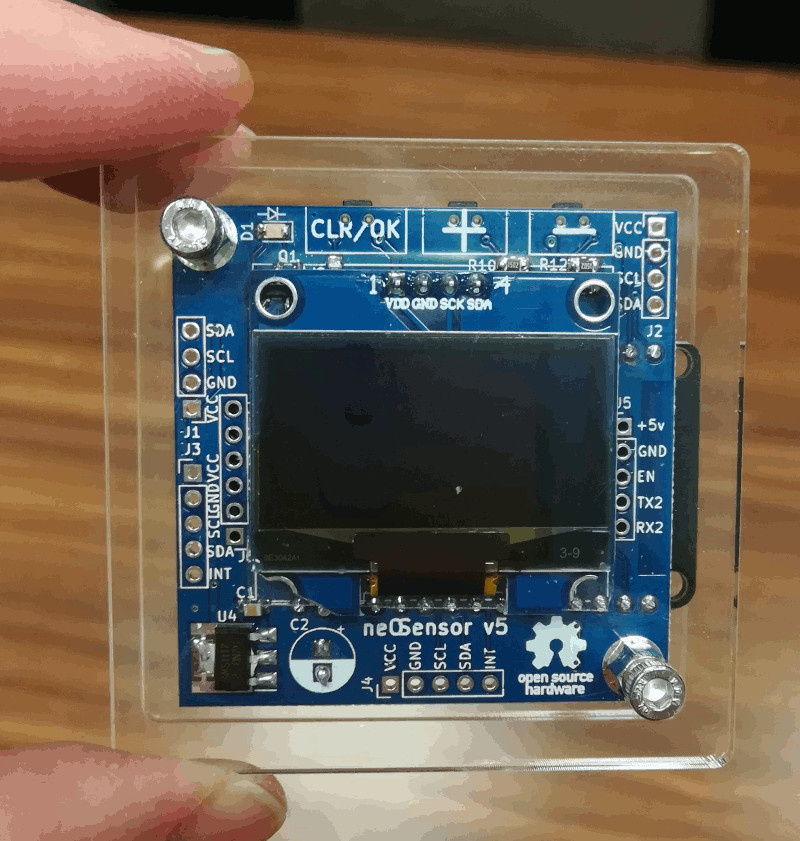 CLR/OK
D1
VCC
GND
SCL
SDA
J2
Q1
R10
R12
1
4
VDD GND SCK SDA
SDA
SCL
GND
VCC
J1
J3
VCC
GND
SCL
SDA
INT
J5
+5v
GND
EN
TX2
RX2
3-9
C1
U4
C2
+
neOSensor v5
VCC
GND
SCL
SDA
INT
J4
open source
hardware